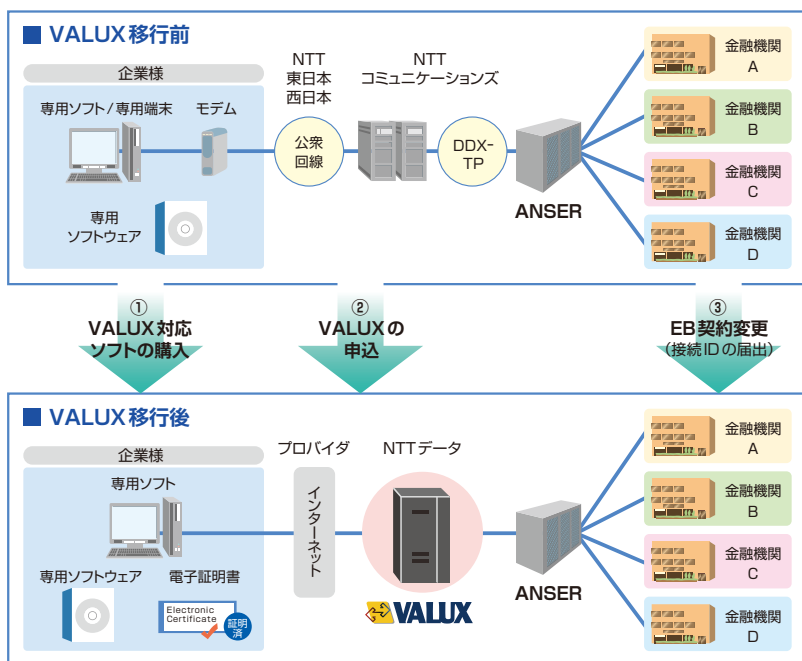 ■ VALUX移行前
企業様
専用ソフト/専用端末
モデム
専用
ソフトウェア
NTT
東日本
西日本
公衆
回線
NTT
コミュニケーションズ
DDX-
TP
ANSER
金融機関
A
金融機関
B
金融機関
C
金融機関
D
①
VALUX対応
ソフトの購入
②
VALUXの
申込
③
EB契約変更
(接続IDの届出)
■ VALUX移行後
企業様
専用ソフト
専用ソフトウェア
電子証明書
Electronic
Certificate
証明
済
プロバイダ
インターネット
NTTデータ
VALUX
ANSER
金融機関
A
金融機関
B
金融機関
C
金融機関
D